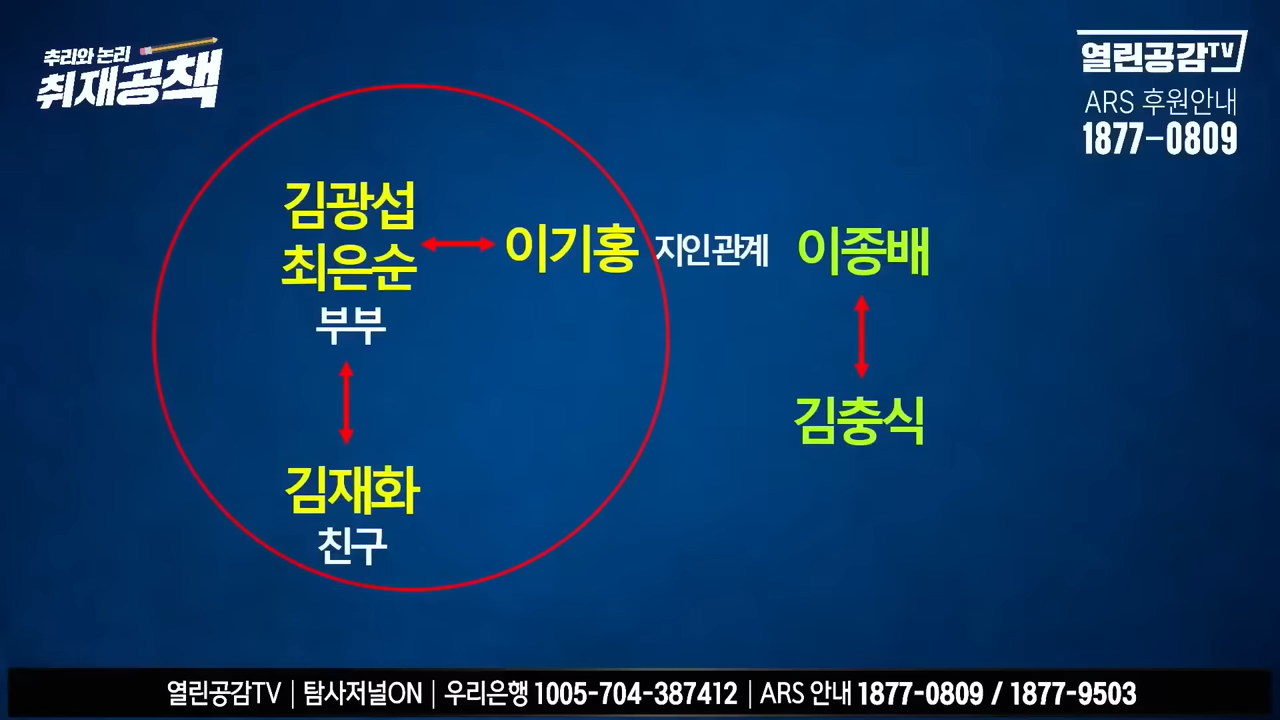 추리와 논리
취재공책
열린공감TV
ARS 후원안내
1877-0809
김광섭
최은순
부부
이기홍
지인관계
이종배
김충식
김재화
친구
열린공감TV | 탐사저널ON | 우리은행 1005-704-387412 | ARS 안내 1877-0809 / 1877-9503